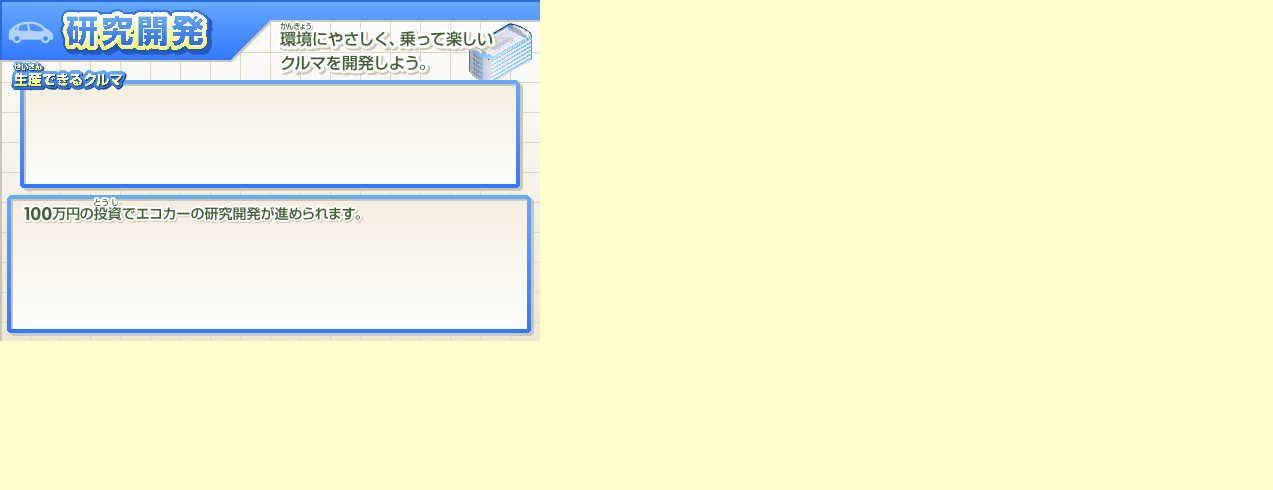 研究開発
かんきょう
環境にやさしく、乗って楽しい
クルマを開発しよう。
せいさん
生産できるクルマ
とうし
100万円の投資でエコカーの研究開発が進められます。